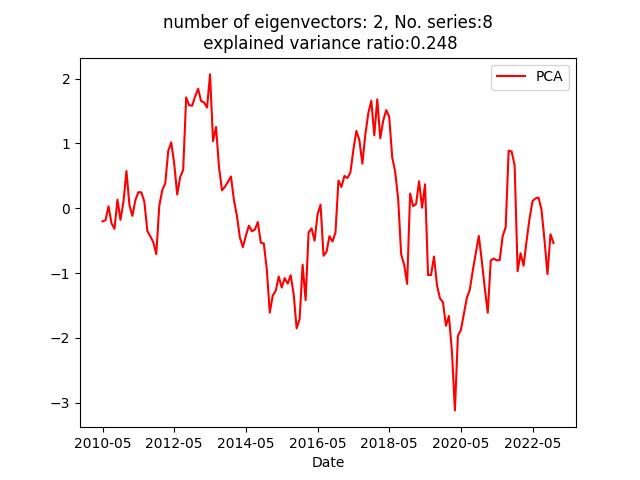 number of eigenvectors: 2, No. series:8
explained variance ratio:0.248
PCA
2
1
0
−1
−2
−3
2010-05 2012-05 2014-05 2016-05 2018-05 2020-05 2022-05
Date